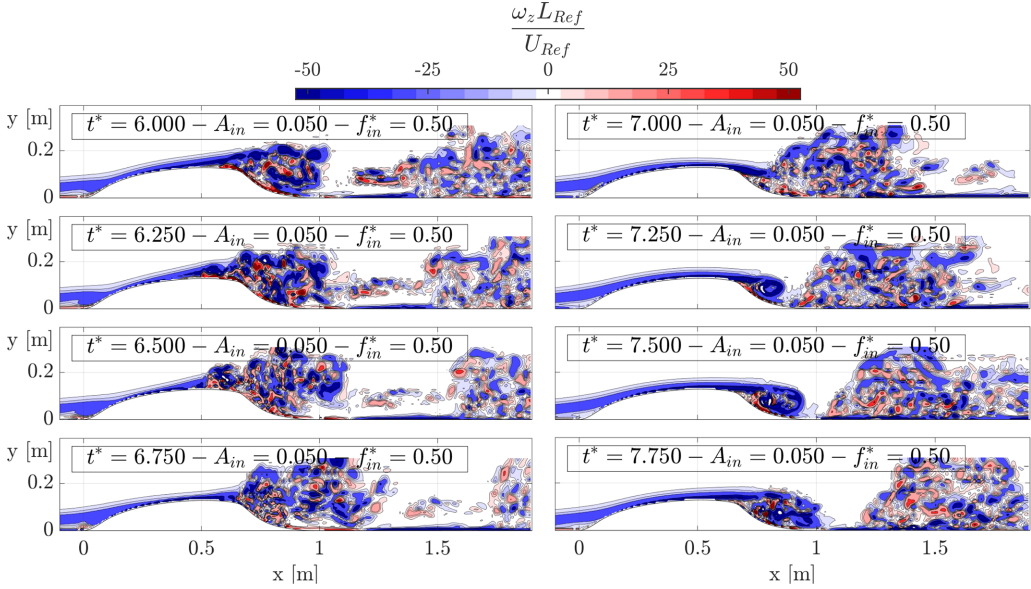 ω_z L_Ref
U_Ref
-50 -25 0 25 50
y [m] t* = 6.000 − A_in = 0.050 − f*_in = 0.50 t* = 7.000 − A_in = 0.050 − f*_in = 0.50
0.2
0
y [m] t* = 6.250 − A_in = 0.050 − f*_in = 0.50 t* = 7.250 − A_in = 0.050 − f*_in = 0.50
0.2
0
y [m] t* = 6.500 − A_in = 0.050 − f*_in = 0.50 t* = 7.500 − A_in = 0.050 − f*_in = 0.50
0.2
0
y [m] t* = 6.750 − A_in = 0.050 − f*_in = 0.50 t* = 7.750 − A_in = 0.050 − f*_in = 0.50
0.2
0
0 0.5 1 1.5 0 0.5 1 1.5
x [m] x [m]